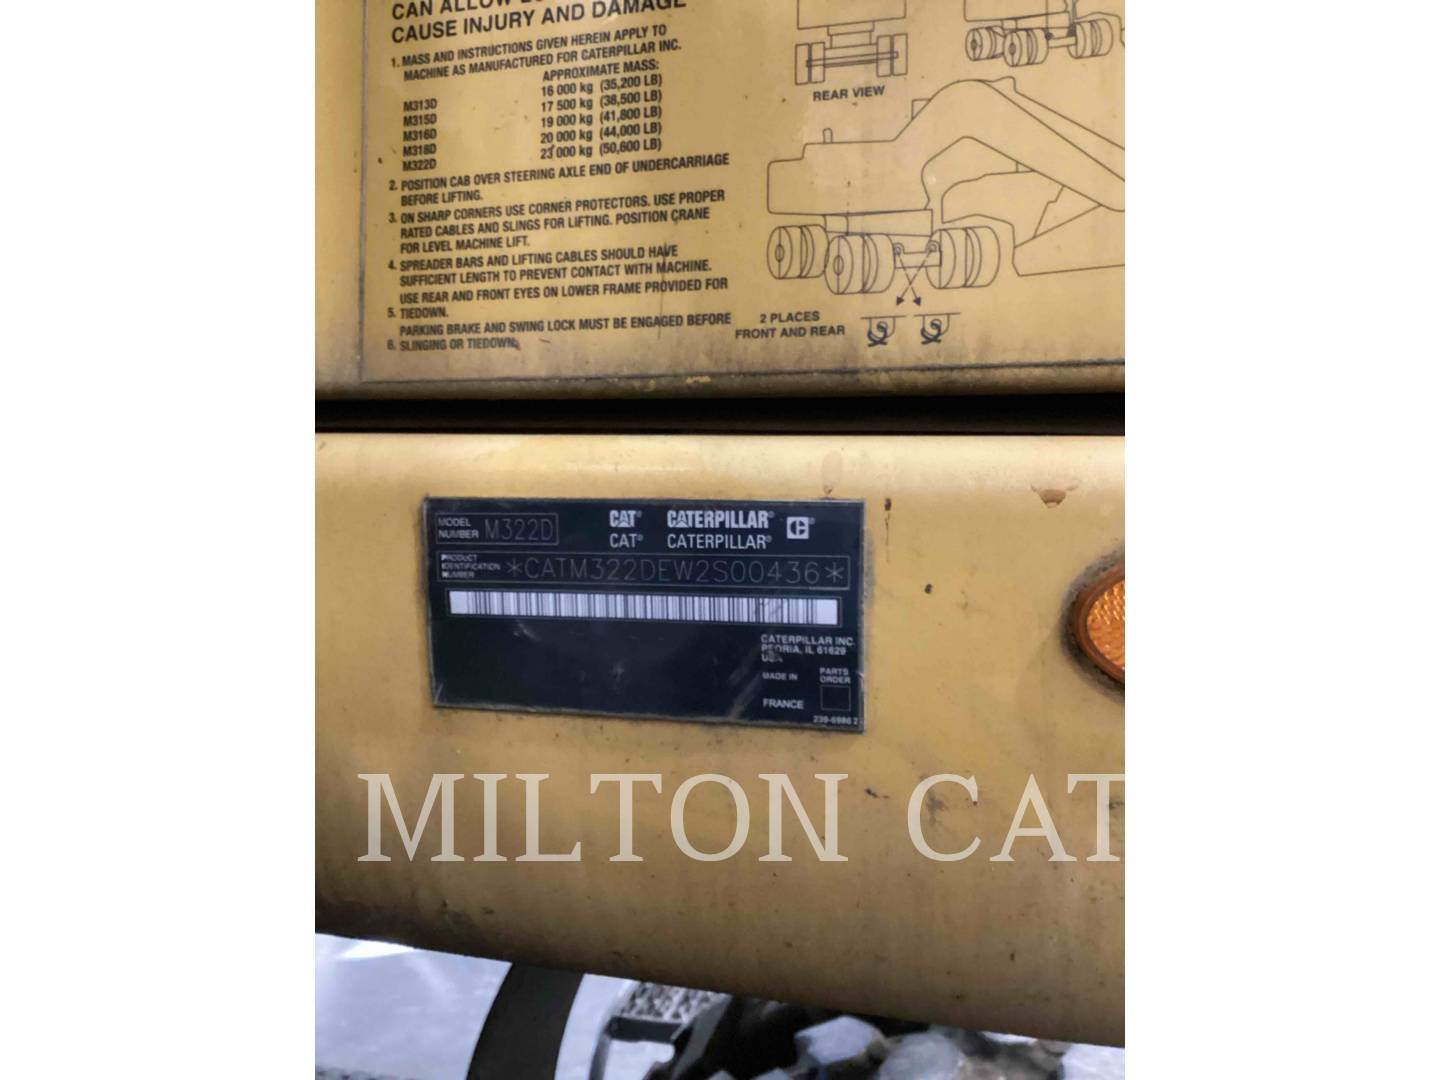 CAN ALLOW
CAUSE INJURY AND DAMAGE
1. MASS AND INSTRUCTIONS GIVEN HEREIN APPLY TO
MACHINE AS MANUFACTURED FOR CATERPILLAR INC.
APPROXIMATE MASS:
M313D 16 000 kg (35,200 LB)
M315D 17 500 kg (38,500 LB)
M316D 19 000 kg (41,800 LB)
M318D 20 000 kg (44,000 LB)
M322D 23 000 kg (50,600 LB)
2. POSITION CAB OVER STEERING AXLE END OF UNDERCARRIAGE
BEFORE LIFTING.
3. ON SHARP CORNERS USE CORNER PROTECTORS. USE PROPER
RATED CABLES AND SLINGS FOR LIFTING. POSITION CRANE
FOR LEVEL MACHINE LIFT.
4. SPREADER BARS AND LIFTING CABLES SHOULD HAVE
SUFFICIENT LENGTH TO PREVENT CONTACT WITH MACHINE.
USE REAR AND FRONT EYES ON LOWER FRAME PROVIDED FOR
5. TIEDOWN.
PARKING BRAKE AND SWING LOCK MUST BE ENGAGED BEFORE
6. SLINGING OR TIEDOWN.
REAR VIEW
2 PLACES
FRONT AND REAR
MODEL
NUMBER M322D
CAT® CATERPILLAR® C®
CAT® CATERPILLAR®
PRODUCT
IDENTIFICATION
NUMBER *CATM322DEW2S00436*
CATERPILLAR INC.
PEORIA, IL 61629
USA
MADE IN
FRANCE
PARTS
ORDER
239-6986 2
MILTON CAT